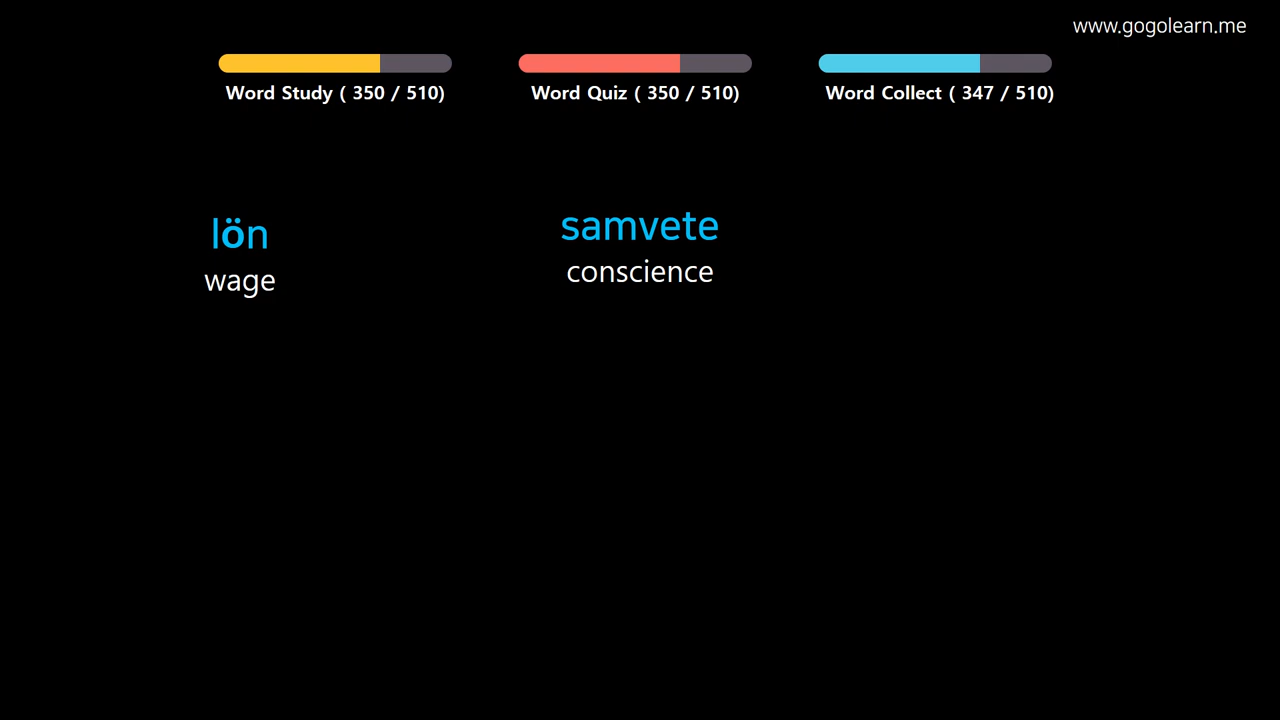 www.gogolearn.me
Word Study ( 350 / 510)
Word Quiz ( 350 / 510)
Word Collect ( 347 / 510)
lön
wage
samvete
conscience